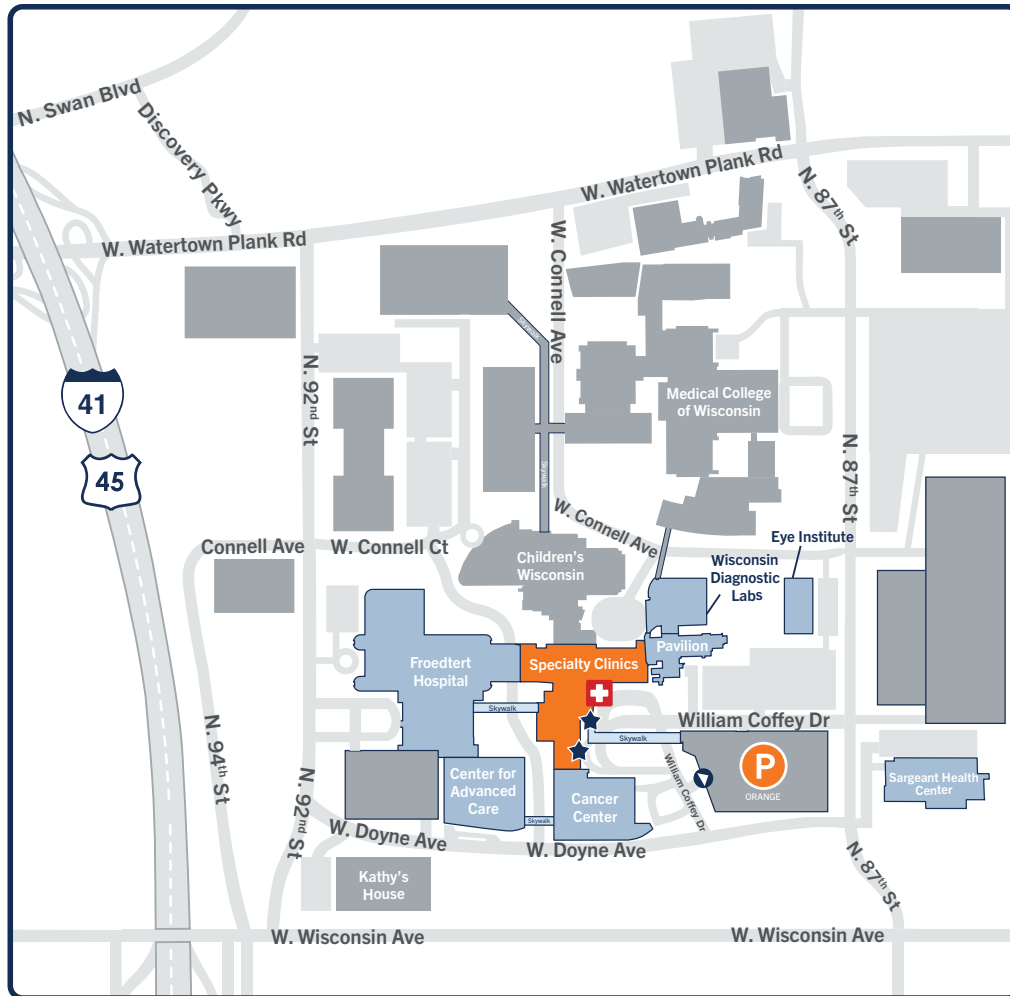 N. Swan Blvd
Discovery Pkwy
W. Watertown Plank Rd
W. Watertown Plank Rd
N. 87th St
W. Connell Ave
Skywalk
41
45
N. 92nd St
Medical College
of Wisconsin
Skywalk
N. 87th St
W. Connell Ave
Connell Ave
W. Connell Ct
Children's
Wisconsin
Eye Institute
Wisconsin
Diagnostic
Labs
Pavilion
Froedtert
Hospital
Specialty Clinics
Skywalk
William Coffey Dr
Skywalk
N. 94th St
N. 92nd St
Center for
Advanced
Care
Cancer
Center
William Coffey Dr
P
ORANGE
Sargeant Health
Center
Skywalk
W. Doyne Ave
W. Doyne Ave
N. 87th St
Kathy's
House
W. Wisconsin Ave
W. Wisconsin Ave